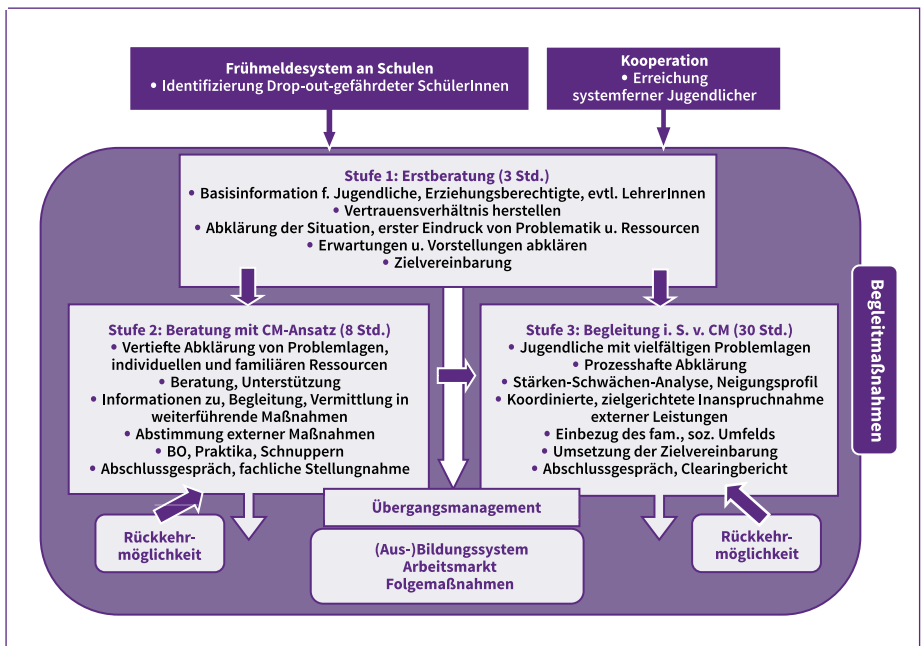 Frühmeldesystem an Schulen
• Identifizierung Drop-out-gefährdeter SchülerInnen
Kooperation
• Erreichung
systemferner Jugendlicher
Stufe 1: Erstberatung (3 Std.)
• Basisinformation f. Jugendliche, Erziehungsberechtigte, evtl. LehrerInnen
• Vertrauensverhältnis herstellen
• Abklärung der Situation, erster Eindruck von Problematik u. Ressourcen
• Erwartungen u. Vorstellungen abklären
• Zielvereinbarung
Begleitmaßnahmen
Stufe 2: Beratung mit CM-Ansatz (8 Std.)
• Vertiefte Abklärung von Problemlagen,
individuellen und familiären Ressourcen
• Beratung, Unterstützung
• Informationen zu, Begleitung, Vermittlung in
weiterführende Maßnahmen
• Abstimmung externer Maßnahmen
• BO, Praktika, Schnuppern
• Abschlussgespräch, fachliche Stellungnahme
Stufe 3: Begleitung i. S. v. CM (30 Std.)
• Jugendliche mit vielfältigen Problemlagen
• Prozesshafte Abklärung
• Stärken-Schwächen-Analyse, Neigungsprofil
• Koordinierte, zielgerichtete Inanspruchnahme
externer Leistungen
• Einbezug des fam., soz. Umfelds
• Umsetzung der Zielvereinbarung
• Abschlussgespräch, Clearingbericht
Rückkehr-
möglichkeit
Übergangsmanagement
(Aus-)Bildungssystem
Arbeitsmarkt
Folgemaßnahmen
Rückkehr-
möglichkeit